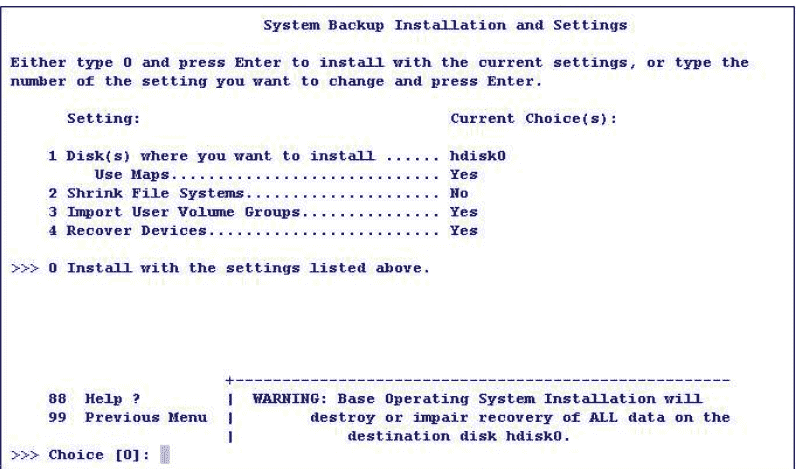 System Backup Installation and Settings
Either type 0 and press Enter to install with the current settings, or type the
number of the setting you want to change and press Enter.
Setting: Current Choice(s):
1 Disk(s) where you want to install ...... hdisk0
Use Maps............................. Yes
2 Shrink File Systems..................... No
3 Import User Volume Groups............... Yes
4 Recover Devices......................... Yes
>>> 0 Install with the settings listed above.
+-----------------------------------------------------
88 Help ? | WARNING: Base Operating System Installation will
99 Previous Menu | destroy or impair recovery of ALL data on the
| destination disk hdisk0.
>>> Choice [0]: